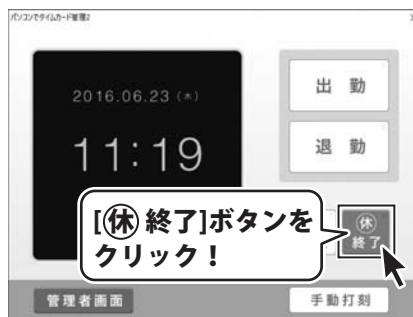 パソコンでタイムカード管理2
2016.06.23 (木)
11:19
出 勤
退 勤
[㊡ 終了]ボタンを
クリック！
㊡
終了
管理者画面
手動打刻